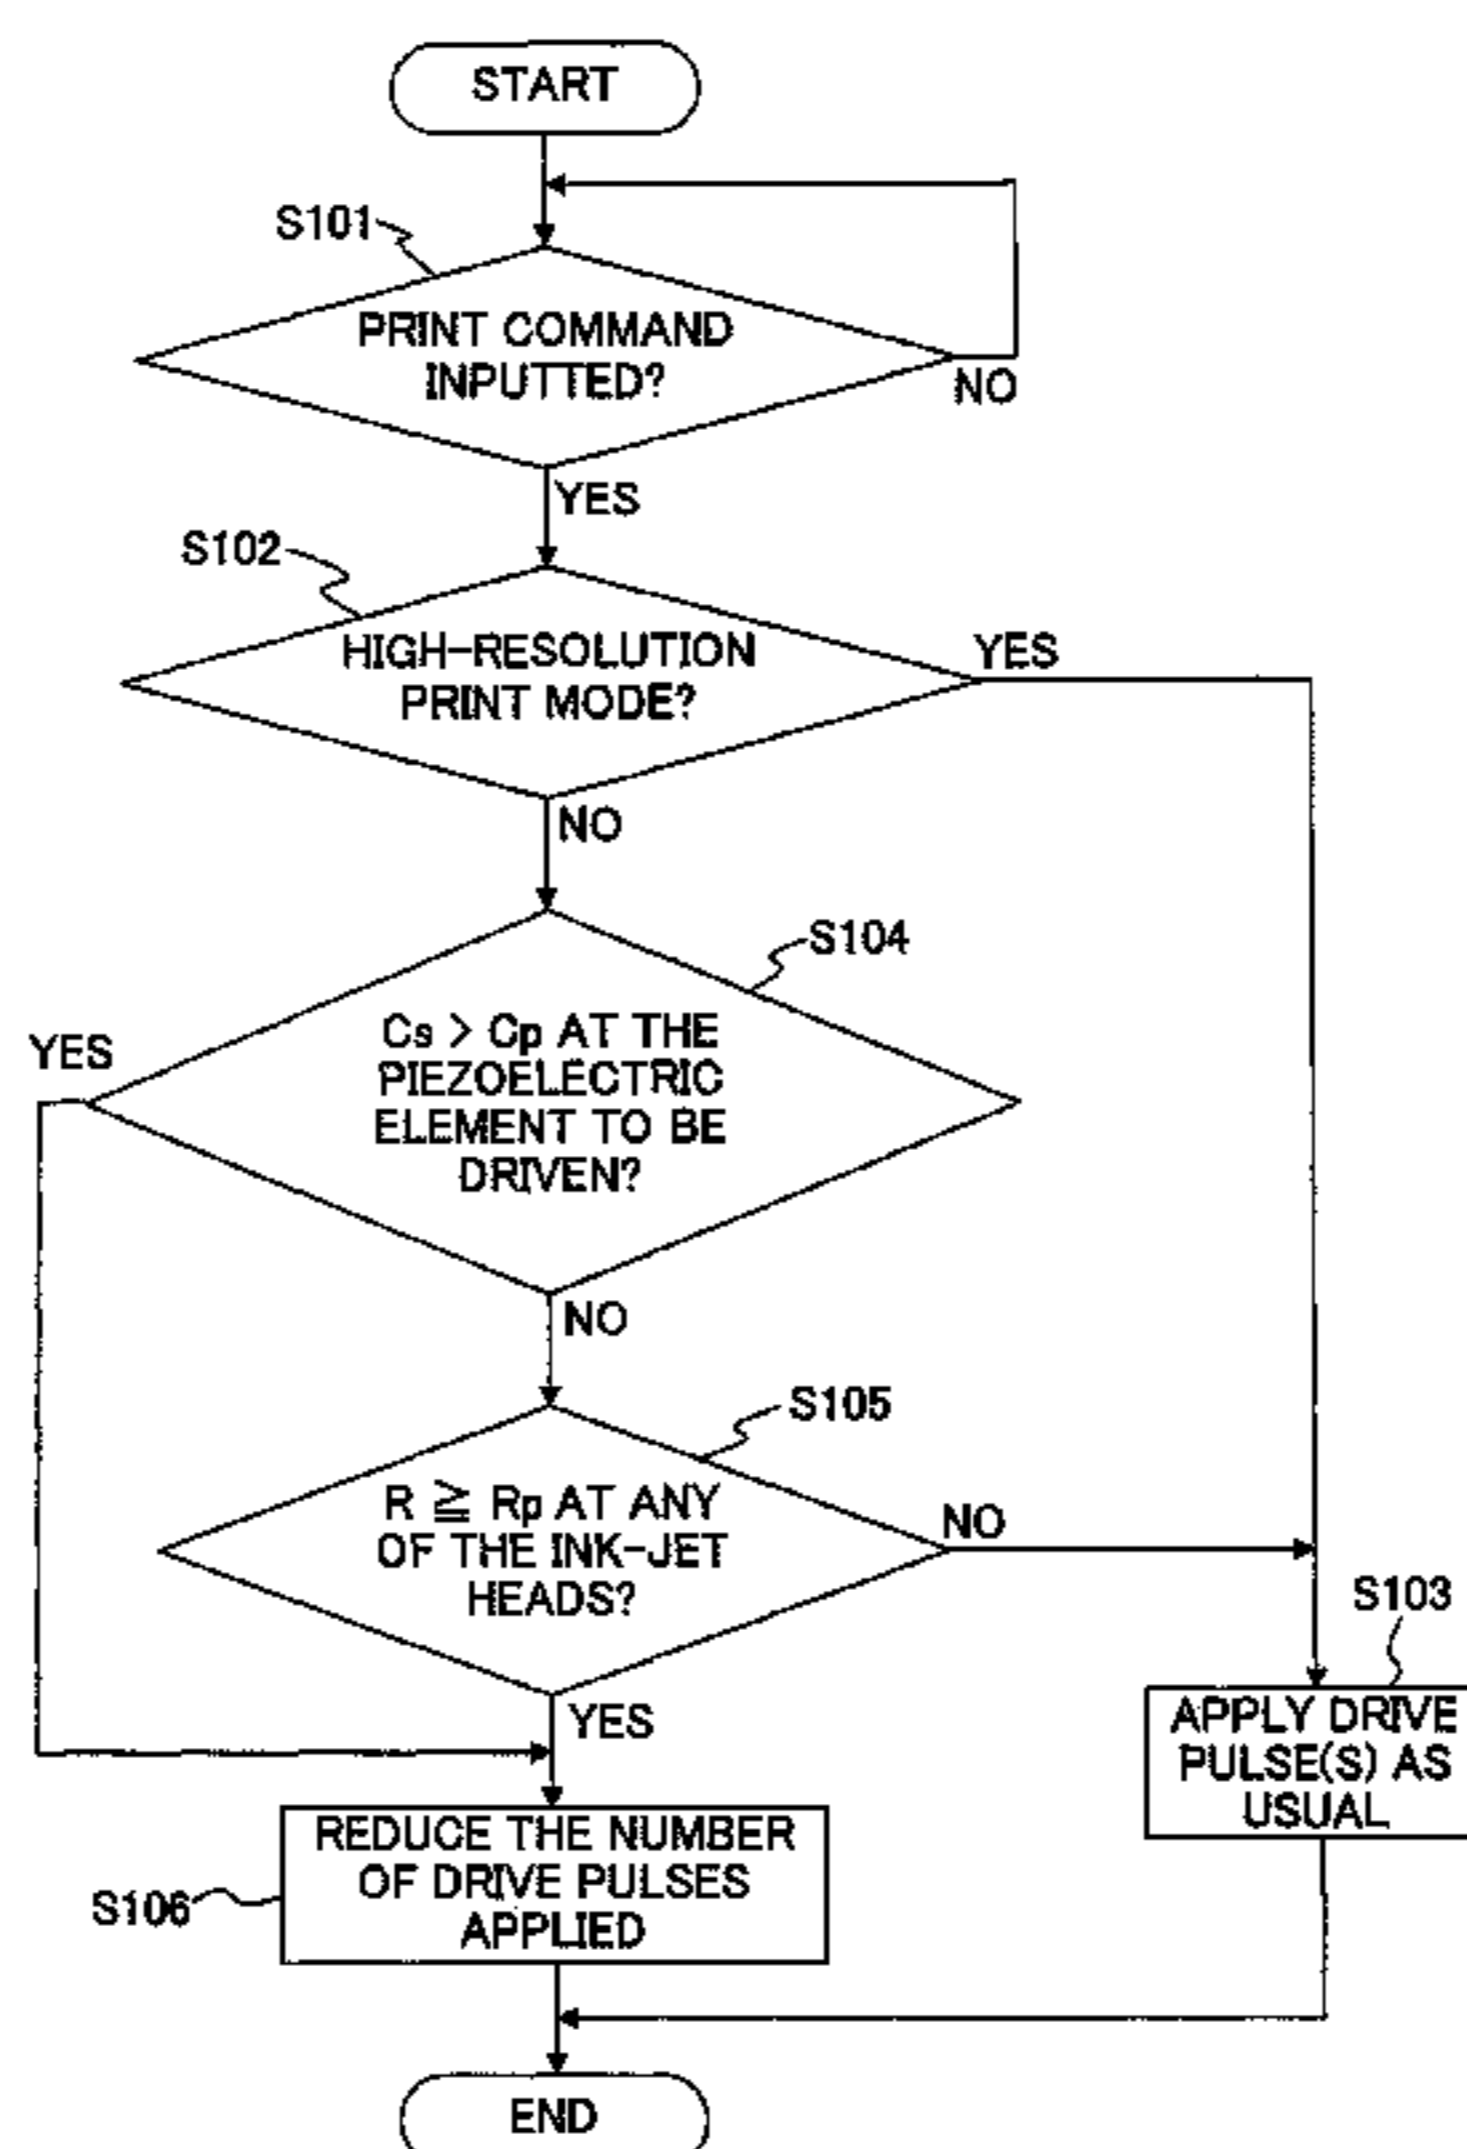 START
S101
PRINT COMMAND
INPUTTED?
NO
YES
S102
HIGH-RESOLUTION
PRINT MODE?
YES
NO
S104
YES
Cs > Cp AT THE
PIEZOELECTRIC
ELEMENT TO BE
DRIVEN?
NO
S105
R ≧ Rp AT ANY
OF THE INK-JET
HEADS?
NO
S103
YES
APPLY DRIVE
PULSE(S) AS
USUAL
REDUCE THE NUMBER
OF DRIVE PULSES
APPLIED
S106
END